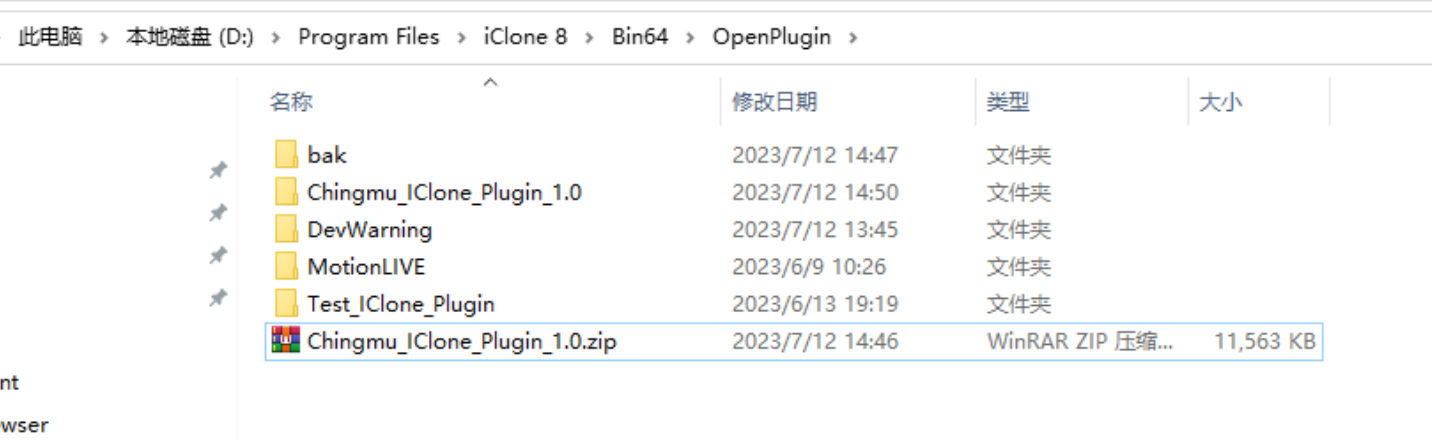 此电脑 > 本地磁盘 (D:) > Program Files > iClone 8 > Bin64 > OpenPlugin >
名称 修改日期 类型 大小
bak 2023/7/12 14:47 文件夹
Chingmu_IClone_Plugin_1.0 2023/7/12 14:50 文件夹
DevWarning 2023/7/12 13:45 文件夹
MotionLIVE 2023/6/9 10:26 文件夹
Test_IClone_Plugin 2023/6/13 19:19 文件夹
Chingmu_IClone_Plugin_1.0.zip 2023/7/12 14:46 WinRAR ZIP 压缩... 11,563 KB
nt
wser